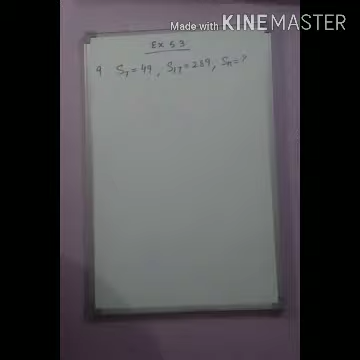 Made with KINEMASTER
Ex 5.3
9 S₇ = 49, S₁₇ = 289, Sn = ?